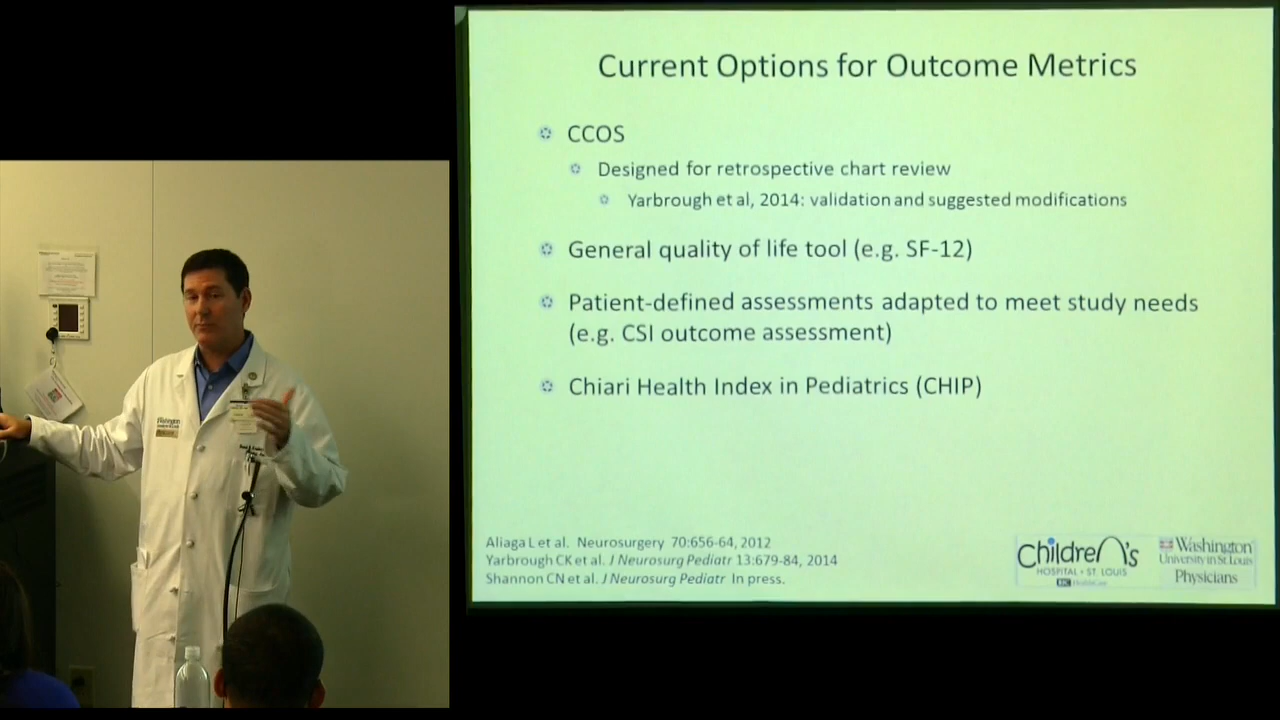 Current Options for Outcome Metrics
CCOS
Designed for retrospective chart review
Yarbrough et al, 2014: validation and suggested modifications
General quality of life tool (e.g. SF-12)
Patient-defined assessments adapted to meet study needs
(e.g. CSI outcome assessment)
Chiari Health Index in Pediatrics (CHIP)
Aliaga L et al. Neurosurgery 70:656-64, 2012
Yarbrough CK et al. J Neurosurg Pediatr 13:679-84, 2014
Shannon CN et al. J Neurosurg Pediatr In press.
Children's
HOSPITAL • ST. LOUIS
BJC HealthCare
Washington
University in St. Louis
Physicians
Washington